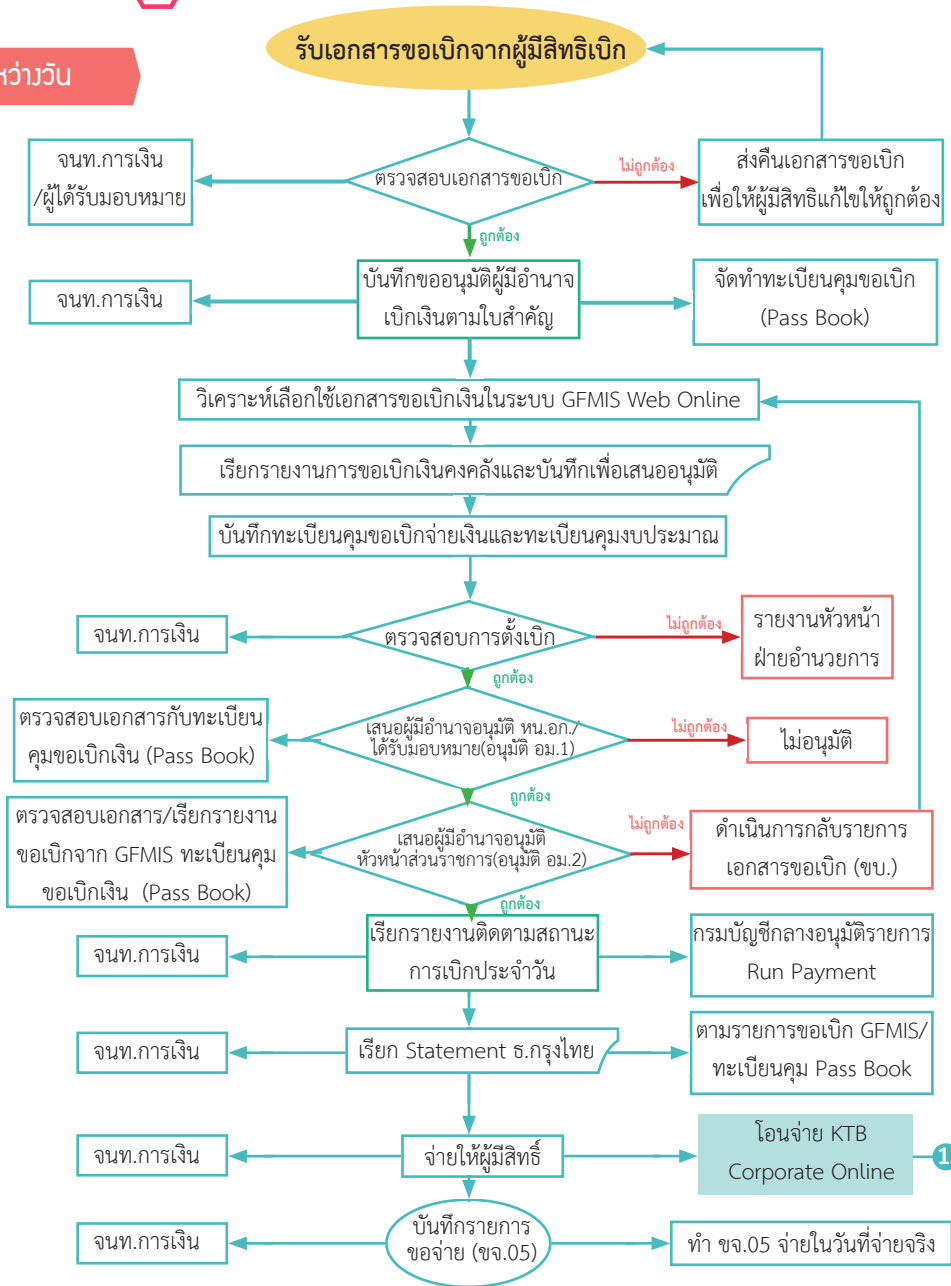 รับเอกสารขอเบิกจากผู้มีสิทธิเบิก
หว่างวัน
จนท.การเงิน
/ผู้ได้รับมอบหมาย
ตรวจสอบเอกสารขอเบิก
ไม่ถูกต้อง
ส่งคืนเอกสารขอเบิก
เพื่อให้ผู้มีสิทธิแก้ไขให้ถูกต้อง
ถูกต้อง
จนท.การเงิน
บันทึกขออนุมัติผู้มีอำนาจ
เบิกเงินตามใบสำคัญ
จัดทำทะเบียนคุมขอเบิก
(Pass Book)
วิเคราะห์เลือกใช้เอกสารขอเบิกเงินในระบบ GFMIS Web Online
เรียกรายงานการขอเบิกเงินคงคลังและบันทึกเพื่อเสนออนุมัติ
บันทึกทะเบียนคุมขอเบิกจ่ายเงินและทะเบียนคุมงบประมาณ
จนท.การเงิน
ตรวจสอบการตั้งเบิก
ไม่ถูกต้อง
รายงานหัวหน้า
ฝ่ายอำนวยการ
ถูกต้อง
ตรวจสอบเอกสารกับทะเบียน
คุมขอเบิกเงิน (Pass Book)
เสนอผู้มีอำนาจอนุมัติ หน.อก./
ได้รับมอบหมาย(อนุมัติ อม.1)
ไม่ถูกต้อง
ไม่อนุมัติ
ถูกต้อง
ตรวจสอบเอกสาร/เรียกรายงาน
ขอเบิกจาก GFMIS ทะเบียนคุม
ขอเบิกเงิน (Pass Book)
เสนอผู้มีอำนาจอนุมัติ
หัวหน้าส่วนราชการ(อนุมัติ อม.2)
ไม่ถูกต้อง
ดำเนินการกลับรายการ
เอกสารขอเบิก (ขบ.)
ถูกต้อง
จนท.การเงิน
เรียกรายงานติดตามสถานะ
การเบิกประจำวัน
กรมบัญชีกลางอนุมัติรายการ
Run Payment
จนท.การเงิน
เรียก Statement ธ.กรุงไทย
ตามรายการขอเบิก GFMIS/
ทะเบียนคุม Pass Book
จนท.การเงิน
จ่ายให้ผู้มีสิทธิ์
โอนจ่าย KTB
Corporate Online
1
จนท.การเงิน
บันทึกรายการ
ขอจ่าย (ขจ.05)
ทำ ขจ.05 จ่ายในวันที่จ่ายจริง